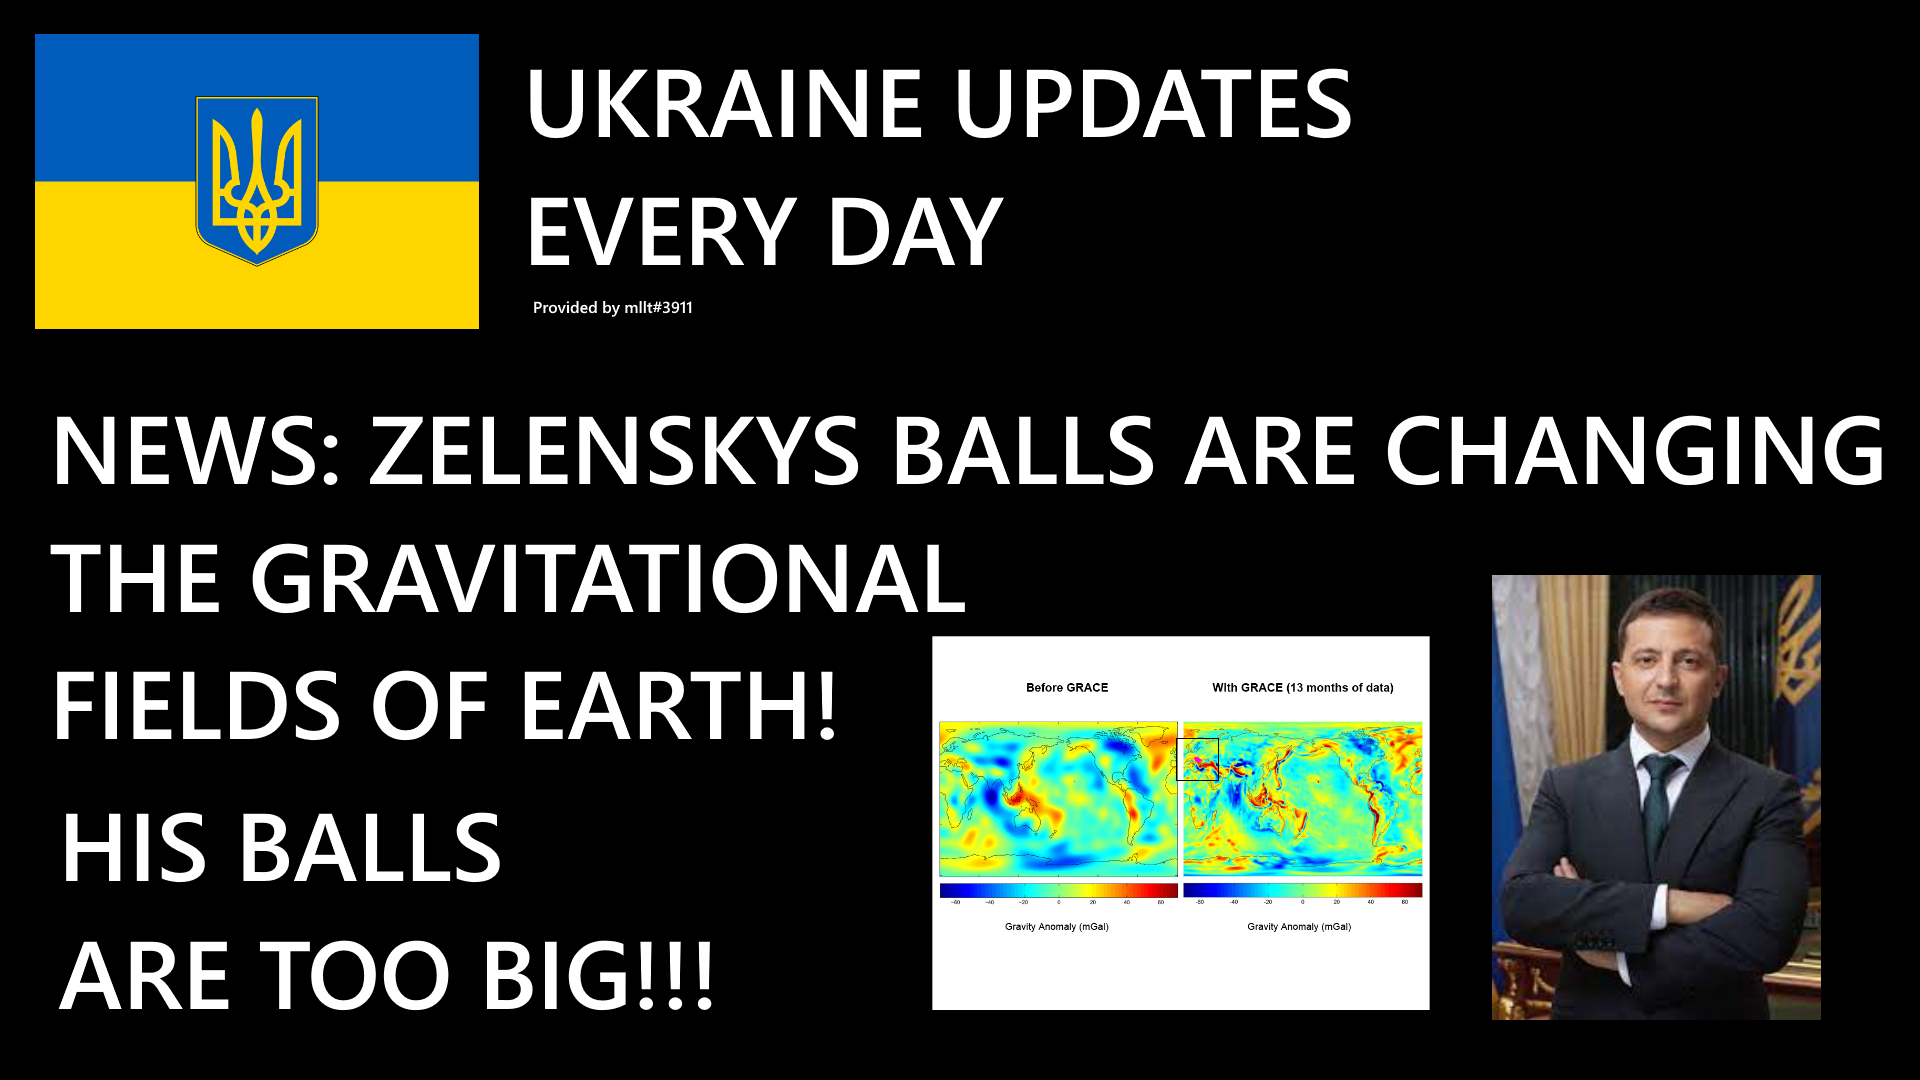 UKRAINE UPDATES
EVERY DAY
Provided by mllt#3911
NEWS: ZELENSKYS BALLS ARE CHANGING
THE GRAVITATIONAL
FIELDS OF EARTH!
HIS BALLS
ARE TOO BIG!!!
Before GRACE
With GRACE (13 months of data)
-60 -40 -20 0 20 40 60
-60 -40 -20 0 20 40 60
Gravity Anomaly (mGal)
Gravity Anomaly (mGal)